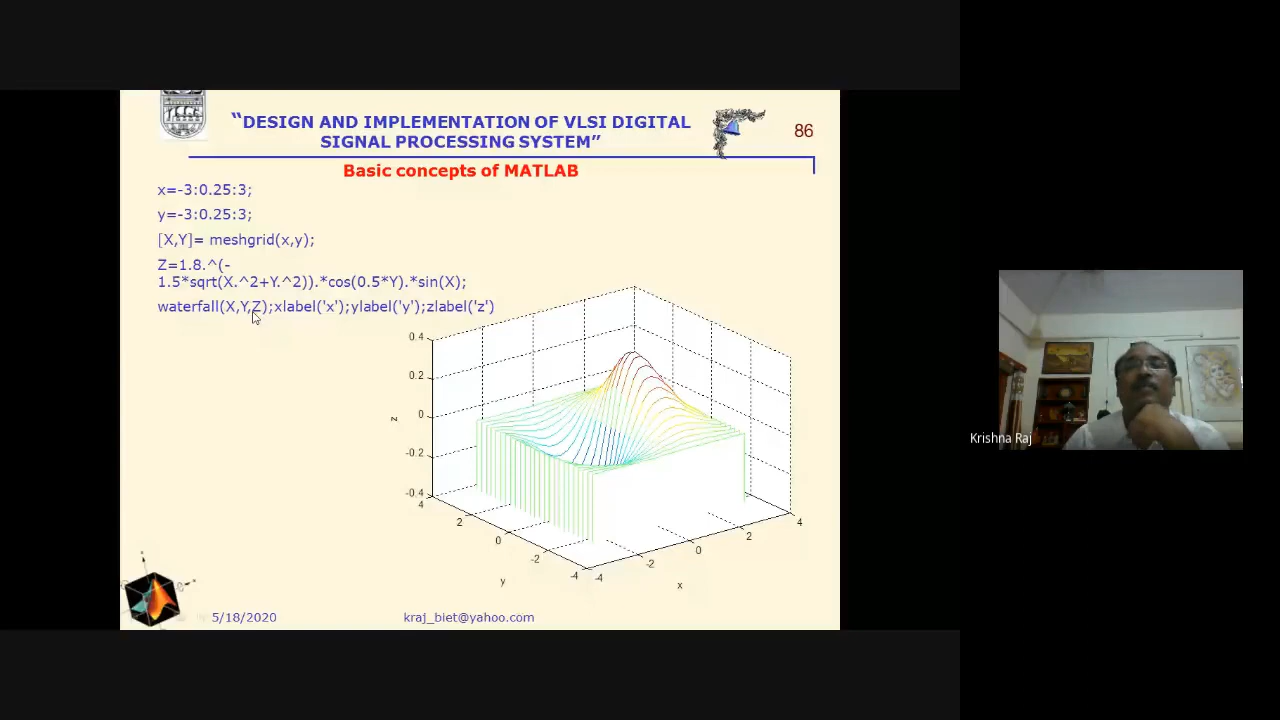 “DESIGN AND IMPLEMENTATION OF VLSI DIGITAL
SIGNAL PROCESSING SYSTEM”
86
Basic concepts of MATLAB
x=-3:0.25:3;
y=-3:0.25:3;
[X,Y]= meshgrid(x,y);
Z=1.8.^(-
1.5*sqrt(X.^2+Y.^2)).*cos(0.5*Y).*sin(X);
waterfall(X,Y,Z);xlabel('x');ylabel('y');zlabel('z')
0.4
0.2
0
-0.2
-0.4
z
4
2
0
-2
-4
y
-4
-2
0
2
4
x
5/18/2020
kraj_biet@yahoo.com
Krishna Raj